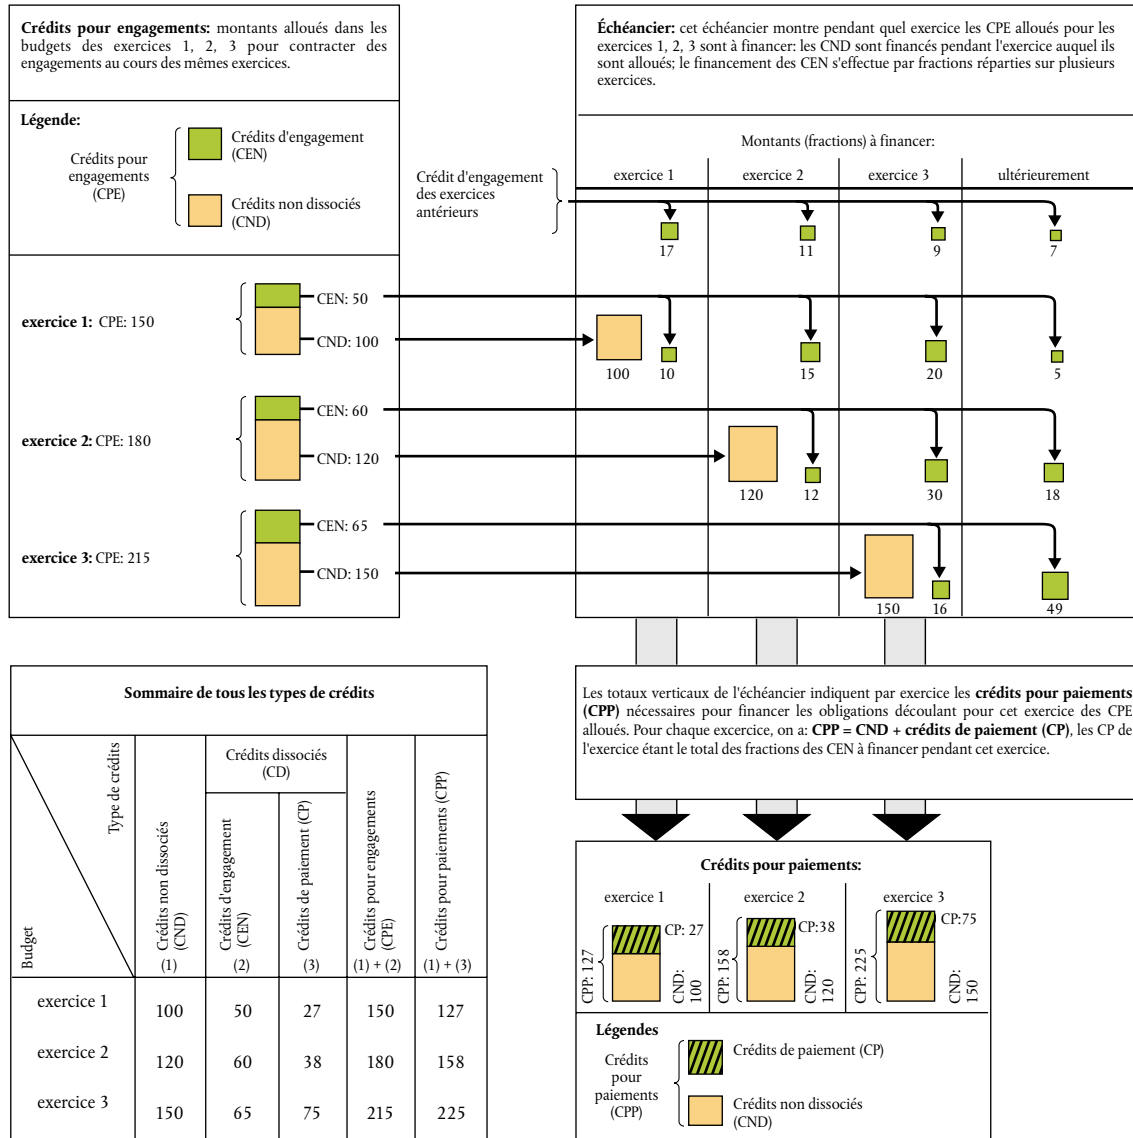 Crédits pour engagements: montants alloués dans les
budgets des exercices 1, 2, 3 pour contracter des
engagements au cours des mêmes exercices.
Légende:
Crédits pour
engagements
(CPE)
Crédits d'engagement
(CEN)
Crédits non dissociés
(CND)
exercice 1: CPE: 150
CEN: 50
CND: 100
exercice 2: CPE: 180
CEN: 60
CND: 120
exercice 3: CPE: 215
CEN: 65
CND: 150
Échéancier: cet échéancier montre pendant quel exercice les CPE alloués pour les
exercices 1, 2, 3 sont à financer: les CND sont financés pendant l'exercice auquel ils
sont alloués; le financement des CEN s'effectue par fractions réparties sur plusieurs
exercices.
Montants (fractions) à financer:
exercice 1 exercice 2 exercice 3 ultérieurement
Crédit d'engagement
des exercices
antérieurs
17 11 9 7
100 10 15 20 5
120 12 30 18
150 16 49
Sommaire de tous les types de crédits
Type de crédits
Budget
Crédits non dissociés
(CND)
(1)
Crédits dissociés
(CD)
Crédits d'engagement
(CEN)
(2)
Crédits de paiement (CP)
(3)
Crédits pour engagements
(CPE)
(1) + (2)
Crédits pour paiements (CPP)
(1) + (3)
exercice 1 100 50 27 150 127
exercice 2 120 60 38 180 158
exercice 3 150 65 75 215 225
Les totaux verticaux de l'échéancier indiquent par exercice les crédits pour paiements
(CPP) nécessaires pour financer les obligations découlant pour cet exercice des CPE
alloués. Pour chaque excercice, on a: CPP = CND + crédits de paiement (CP), les CP de
l'exercice étant le total des fractions des CEN à financer pendant cet exercice.
Crédits pour paiements:
exercice 1
CPP: 127
CP: 27
CND:
100
exercice 2
CPP: 158
CP:38
CND:
120
exercice 3
CPP: 225
CP:75
CND:
150
Légendes
Crédits
pour
paiements
(CPP)
Crédits de paiement (CP)
Crédits non dissociés
(CND)